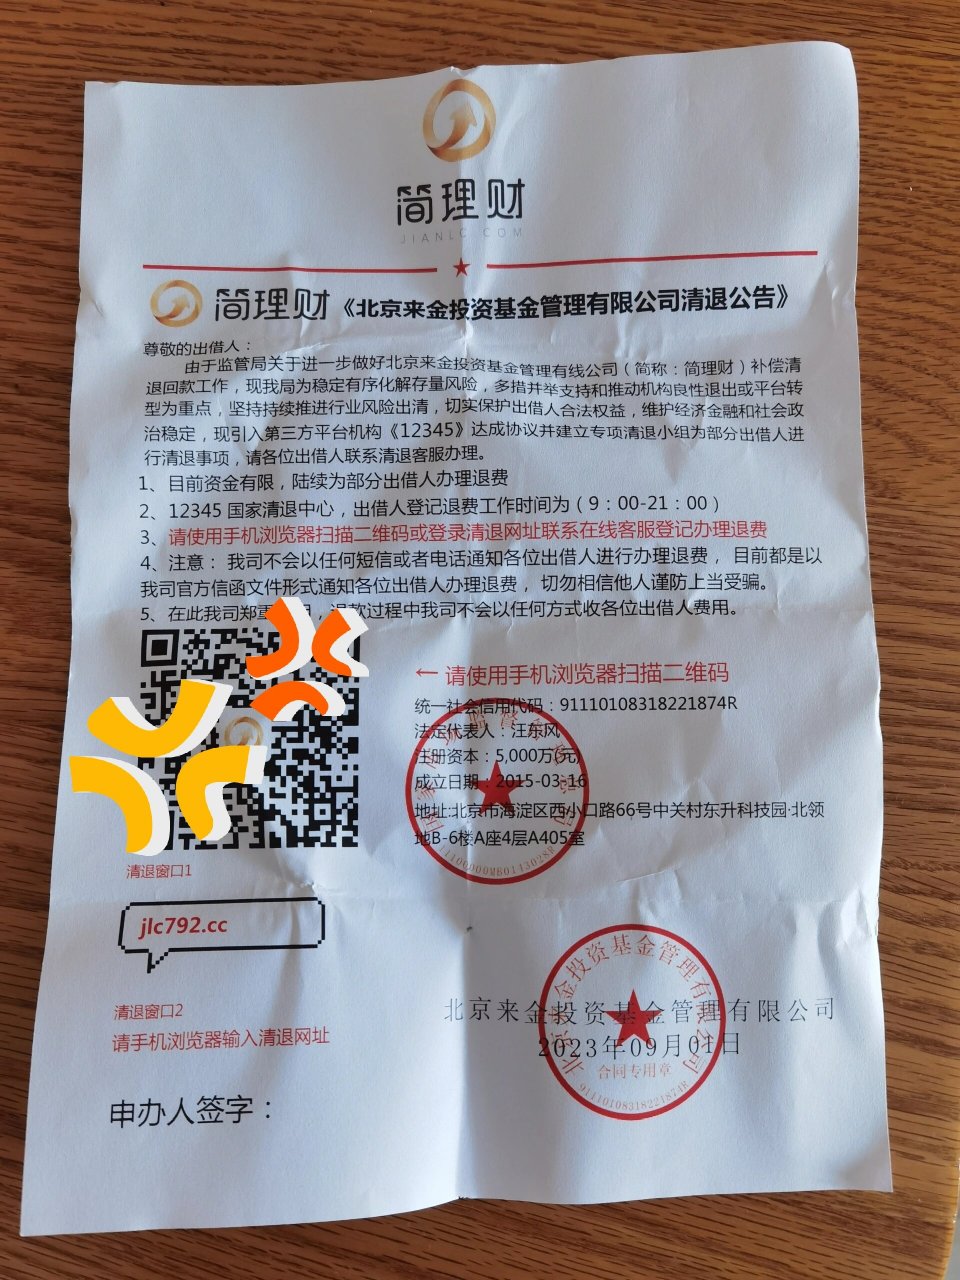 简理财
JIANLC.COM
简理财《北京来金投资基金管理有限公司清退公告》
尊敬的出借人：
由于监管局关于进一步做好北京来金投资基金管理有线公司（简称：简理财）补偿清
退回款工作，现我局为稳定有序化解存量风险，多措并举支持和推动机构良性退出或平台转
型为重点，坚持持续推进行业风险出清，切实保护出借人合法权益，维护经济金融和社会政
治稳定，现引入第三方平台机构《12345》达成协议并建立专项清退小组为部分出借人进
行清退事项，请各位出借人联系清退客服办理。
1、目前资金有限，陆续为部分出借人办理退费
2、12345 国家清退中心，出借人登记退费工作时间为（9：00-21：00）
3、请使用手机浏览器扫描二维码或登录清退网址联系在线客服登记办理退费
4、注意： 我司不会以任何短信或者电话通知各位出借人进行办理退费， 目前都是以
我司官方信函文件形式通知各位出借人办理退费， 切勿相信他人谨防上当受骗。
5、在此我司郑重 明，退款过程中我司不会以任何方式收各位出借人费用。
←请使用手机浏览器扫描二维码
统一社会信用代码：91110108318221874R
法定代表人：汪东风
注册资本：5,000万(元)
成立日期：2015-03-16
地址:北京市海淀区西小口路66号中关村东升科技园·北领
地B-6楼A座4层A405室
清退窗口1
jlc792.cc
清退窗口2
请手机浏览器输入清退网址
北京来金投资基金管理有限公司
2023年09月01日
北京来金投资基金管理有限公司
合同专用章
91110108318221874R
申办人签字：